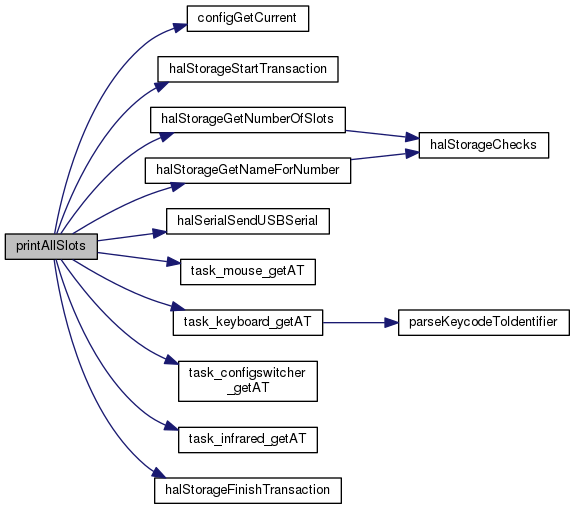 configGetCurrent
halStorageStartTransaction
halStorageGetNumberOfSlots
halStorageChecks
halStorageGetNameForNumber
halSerialSendUSBSerial
printAllSlots
task_mouse_getAT
task_keyboard_getAT
parseKeycodeToIdentifier
task_configswitcher
_getAT
task_infrared_getAT
halStorageFinishTransaction